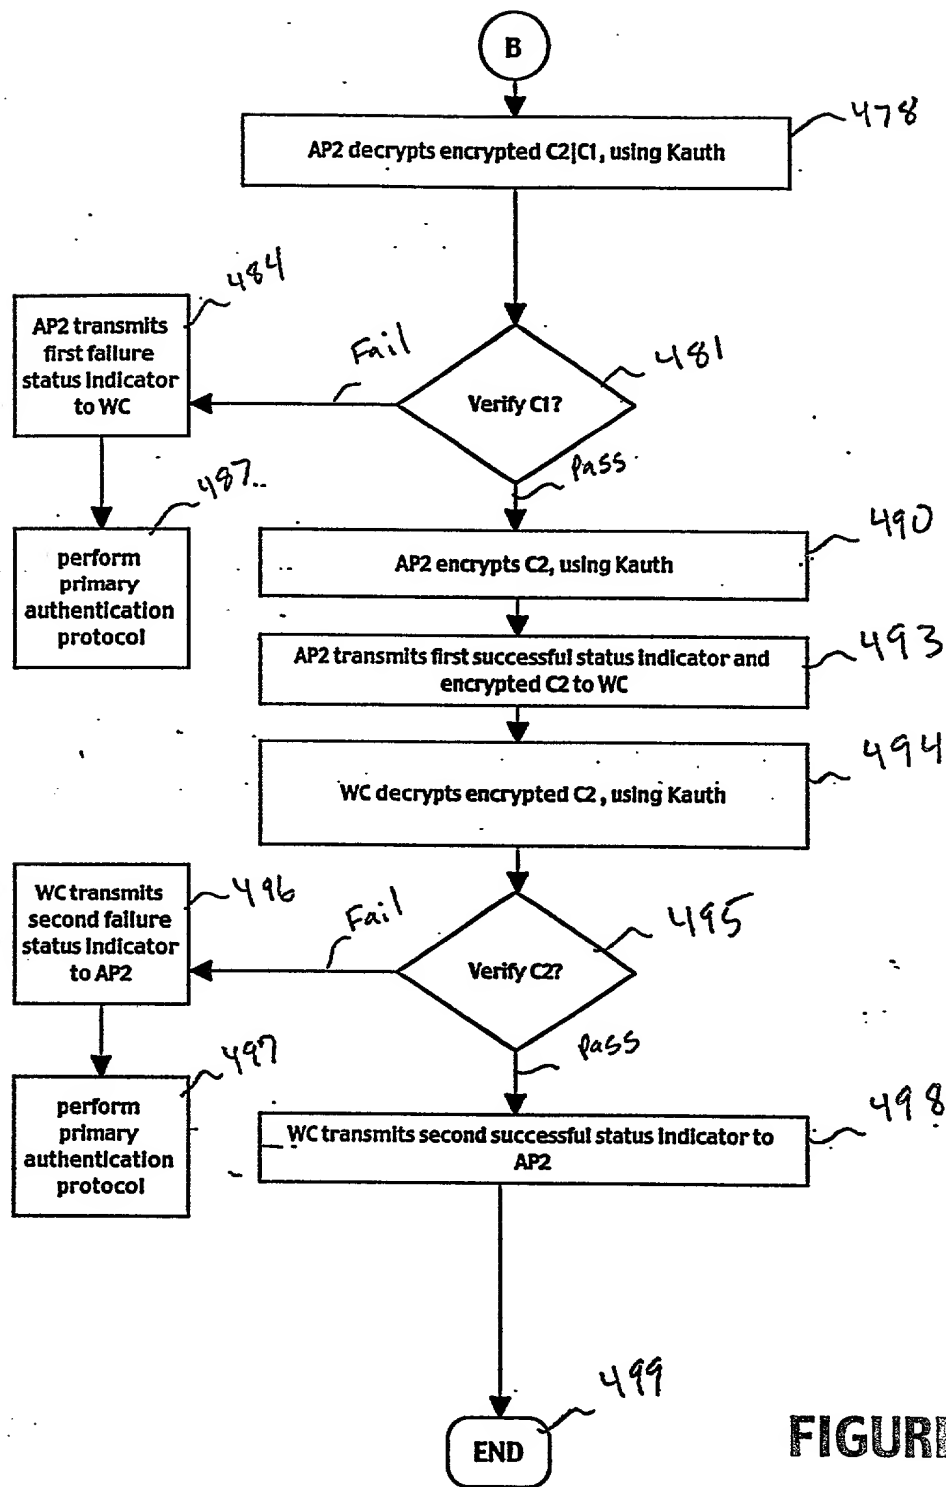 B
478
AP2 decrypts encrypted C2|C1, using Kauth
484
AP2 transmits
first failure
status indicator
to WC
Fail
481
Verify C1?
Pass
487
perform
primary
authentication
protocol
490
AP2 encrypts C2, using Kauth
493
AP2 transmits first successful status indicator and
encrypted C2 to WC
494
WC decrypts encrypted C2, using Kauth
496
WC transmits
second failure
status indicator
to AP2
Fail
495
Verify C2?
pass
497
perform
primary
authentication
protocol
498
WC transmits second successful status indicator to
AP2
499
END
FIGURE